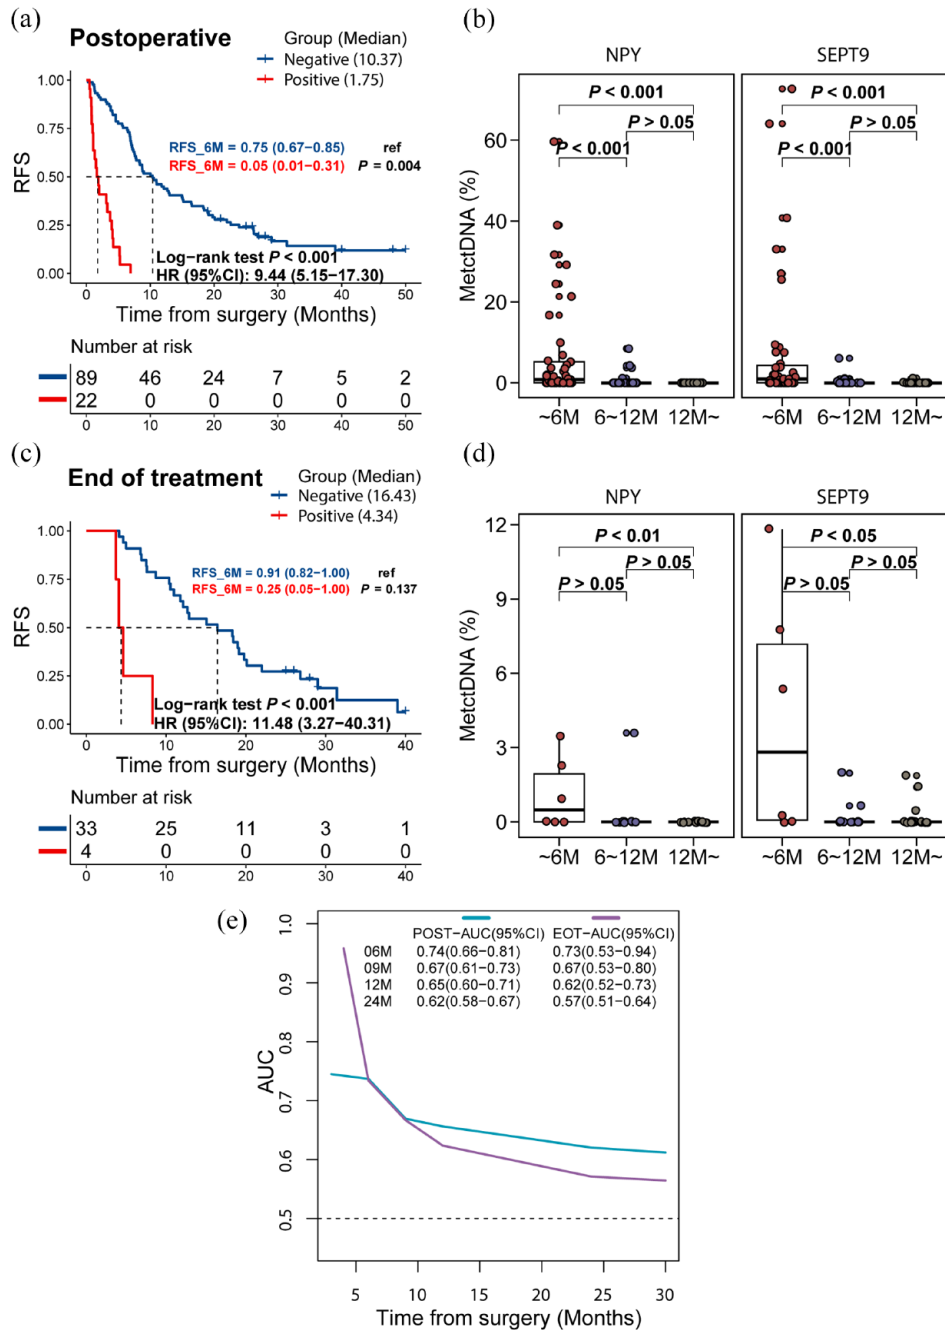 (a)
Postoperative
Group (Median)
Negative (10.37)
Positive (1.75)
RFS
1.00
0.75
0.50
0.25
0.00
RFS_6M = 0.75 (0.67−0.85) ref
RFS_6M = 0.05 (0.01−0.31) P = 0.004
Log−rank test P < 0.001
HR (95%CI): 9.44 (5.15−17.30)
0 10 20 30 40 50
Time from surgery (Months)
Number at risk
89 46 24 7 5 2
22 0 0 0 0 0
0 10 20 30 40 50
(b)
NPY SEPT9
MetctDNA (%)
60
40
20
0
P < 0.001
P > 0.05
P < 0.001
P < 0.001
P > 0.05
P < 0.001
~6M 6~12M 12M~ ~6M 6~12M 12M~
(c)
End of treatment
Group (Median)
Negative (16.43)
Positive (4.34)
RFS
1.00
0.75
0.50
0.25
0.00
RFS_6M = 0.91 (0.82−1.00) ref
RFS_6M = 0.25 (0.05−1.00) P = 0.137
Log−rank test P < 0.001
HR (95%CI): 11.48 (3.27−40.31)
0 10 20 30 40
Time from surgery (Months)
Number at risk
33 25 11 3 1
4 0 0 0 0
0 10 20 30 40
(d)
NPY SEPT9
MetctDNA (%)
12
9
6
3
0
P < 0.01
P > 0.05
P > 0.05
P < 0.05
P > 0.05
P > 0.05
~6M 6~12M 12M~ ~6M 6~12M 12M~
(e)
AUC
1.0
0.9
0.8
0.7
0.6
0.5
POST−AUC(95%CI) EOT−AUC(95%CI)
06M 0.74(0.66−0.81) 0.73(0.53−0.94)
09M 0.67(0.61−0.73) 0.67(0.53−0.80)
12M 0.65(0.60−0.71) 0.62(0.52−0.73)
24M 0.62(0.58−0.67) 0.57(0.51−0.64)
5 10 15 20 25 30
Time from surgery (Months)